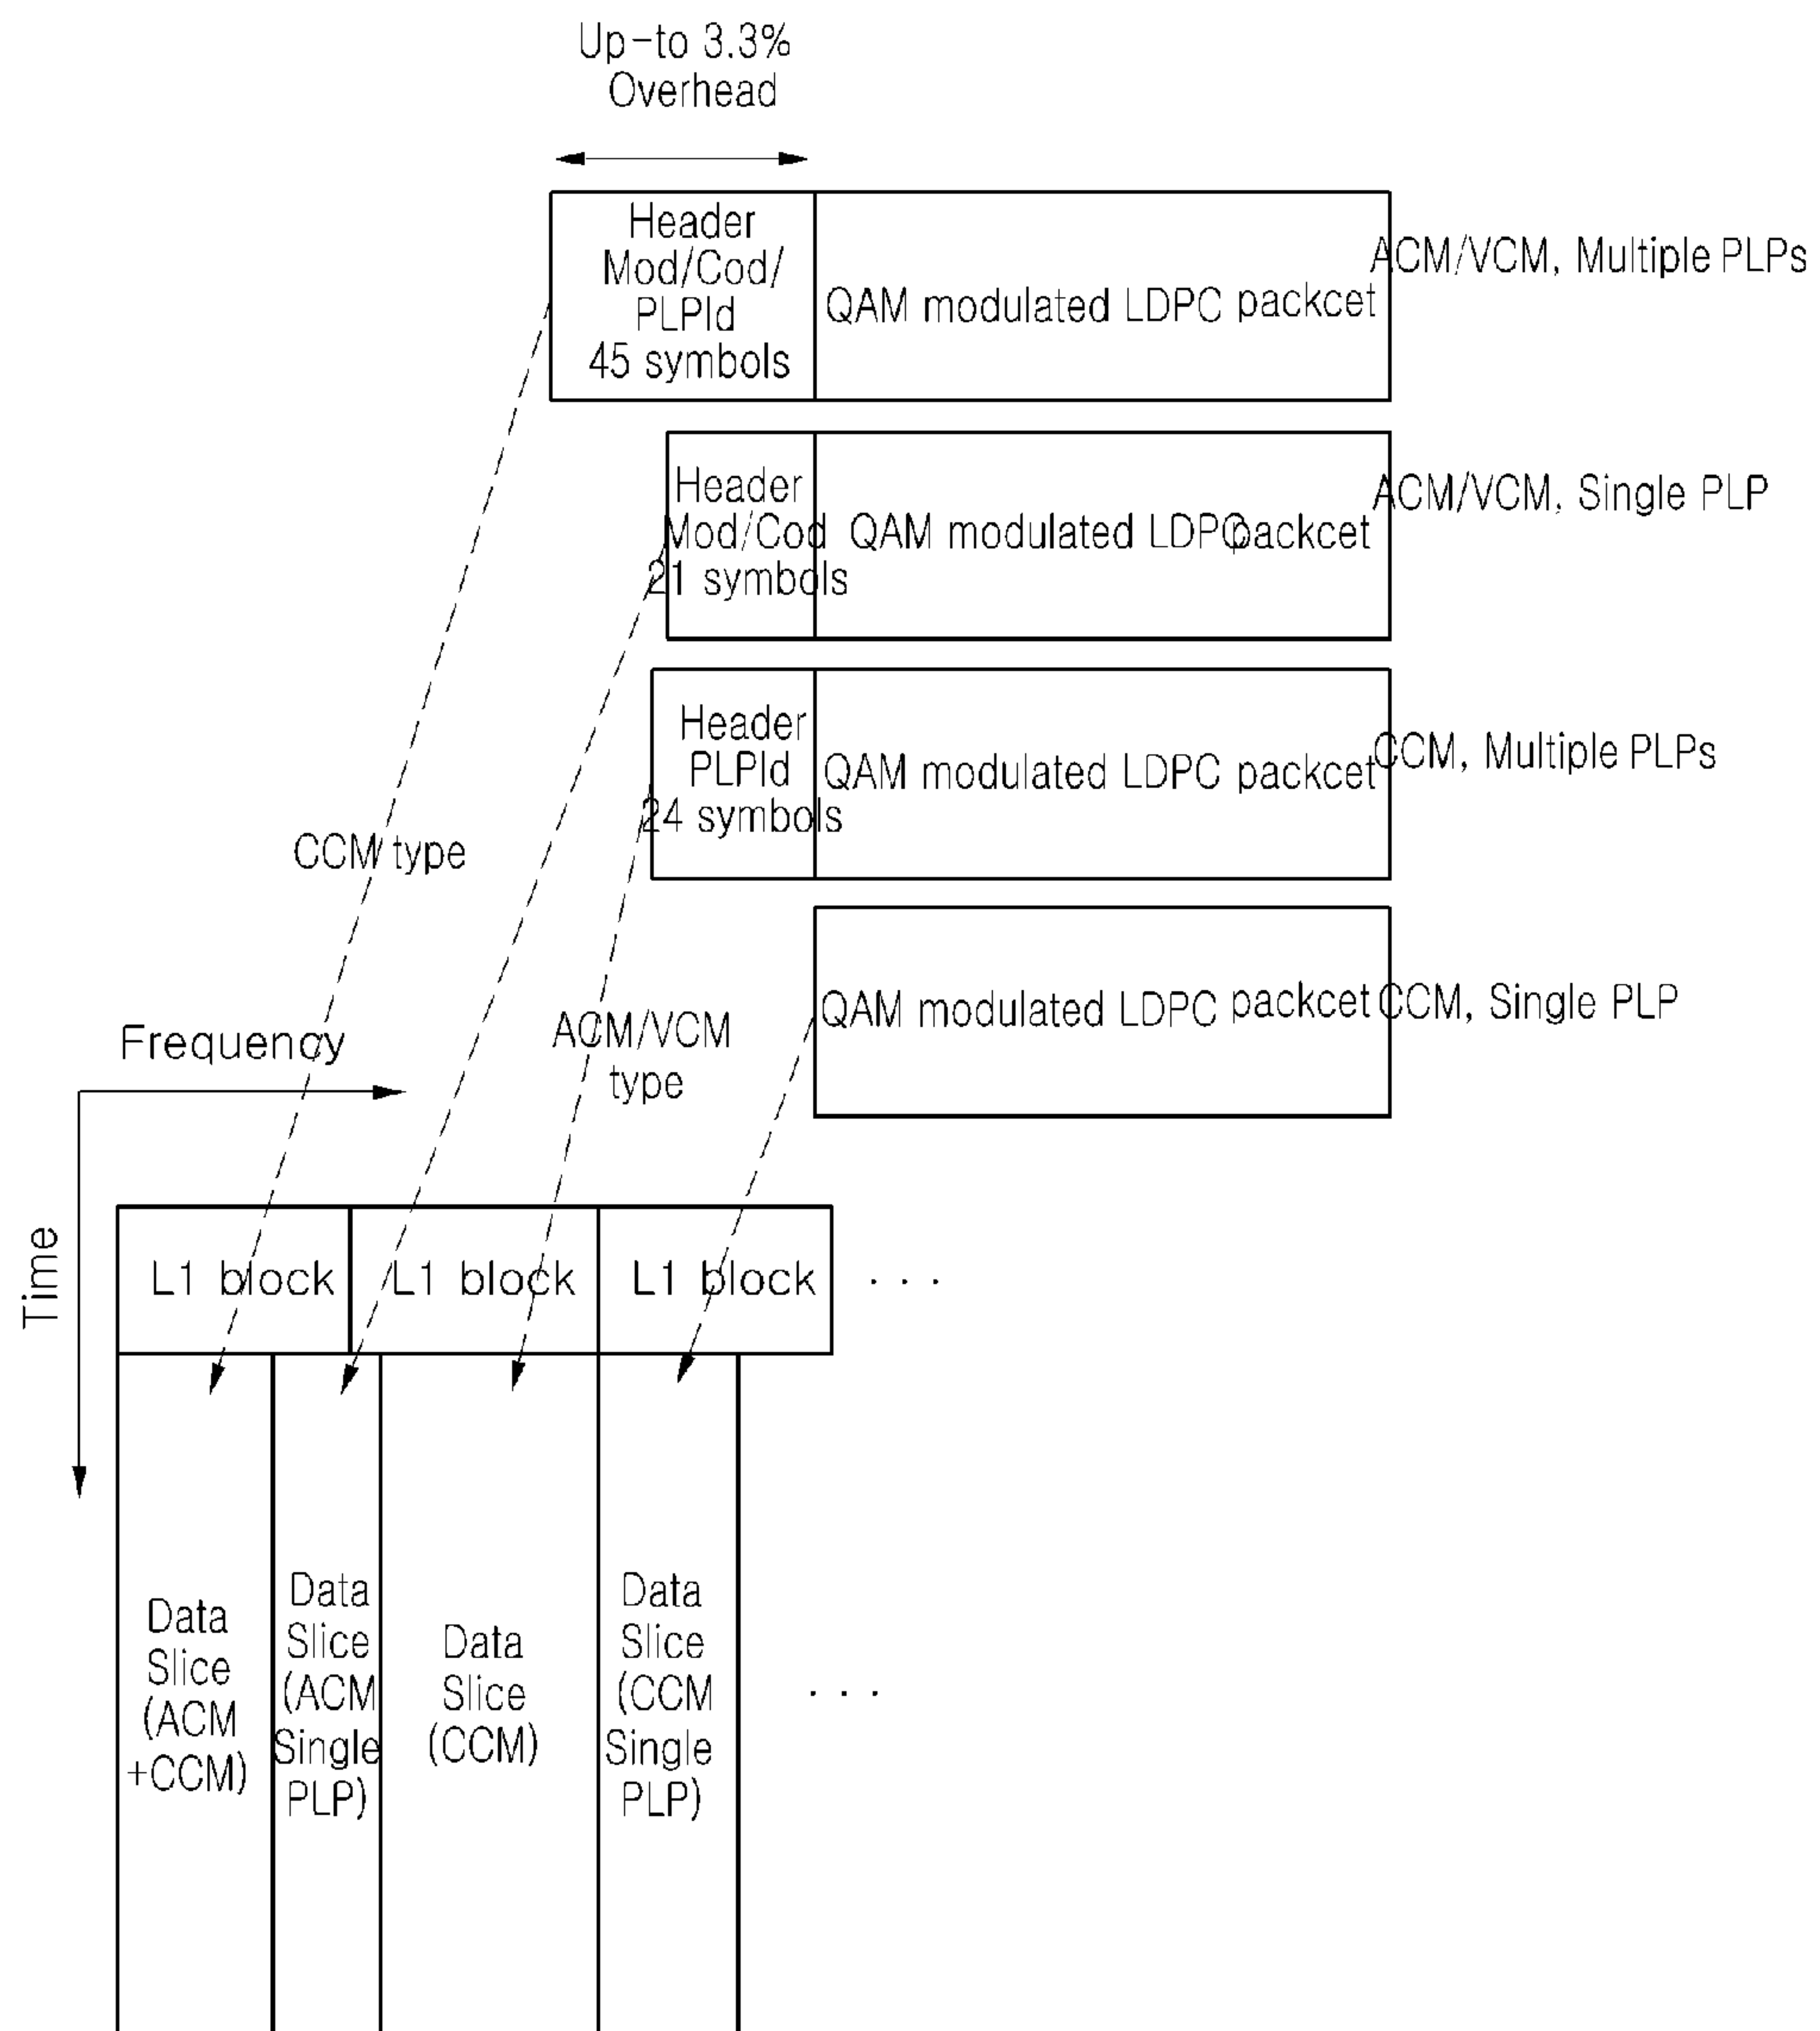 Up-to 3.3%
Overhead
Header
Mod/Cod/
PLPId
45 symbols
QAM modulated LDPC packcet
ACM/VCM, Multiple PLPs
Header
Mod/Cod
21 symbols
QAM modulated LDPC packcet
ACM/VCM, Single PLP
Header
PLPId
24 symbols
QAM modulated LDPC packcet
CCM, Multiple PLPs
CCM type
QAM modulated LDPC packcet
CCM, Single PLP
ACM/VCM
type
Frequency
Time
L1 block
L1 block
L1 block
. . .
Data
Slice
(ACM
+CCM)
Data
Slice
(ACM
Single
PLP)
Data
Slice
(CCM)
Data
Slice
(CCM
Single
PLP)
. . .